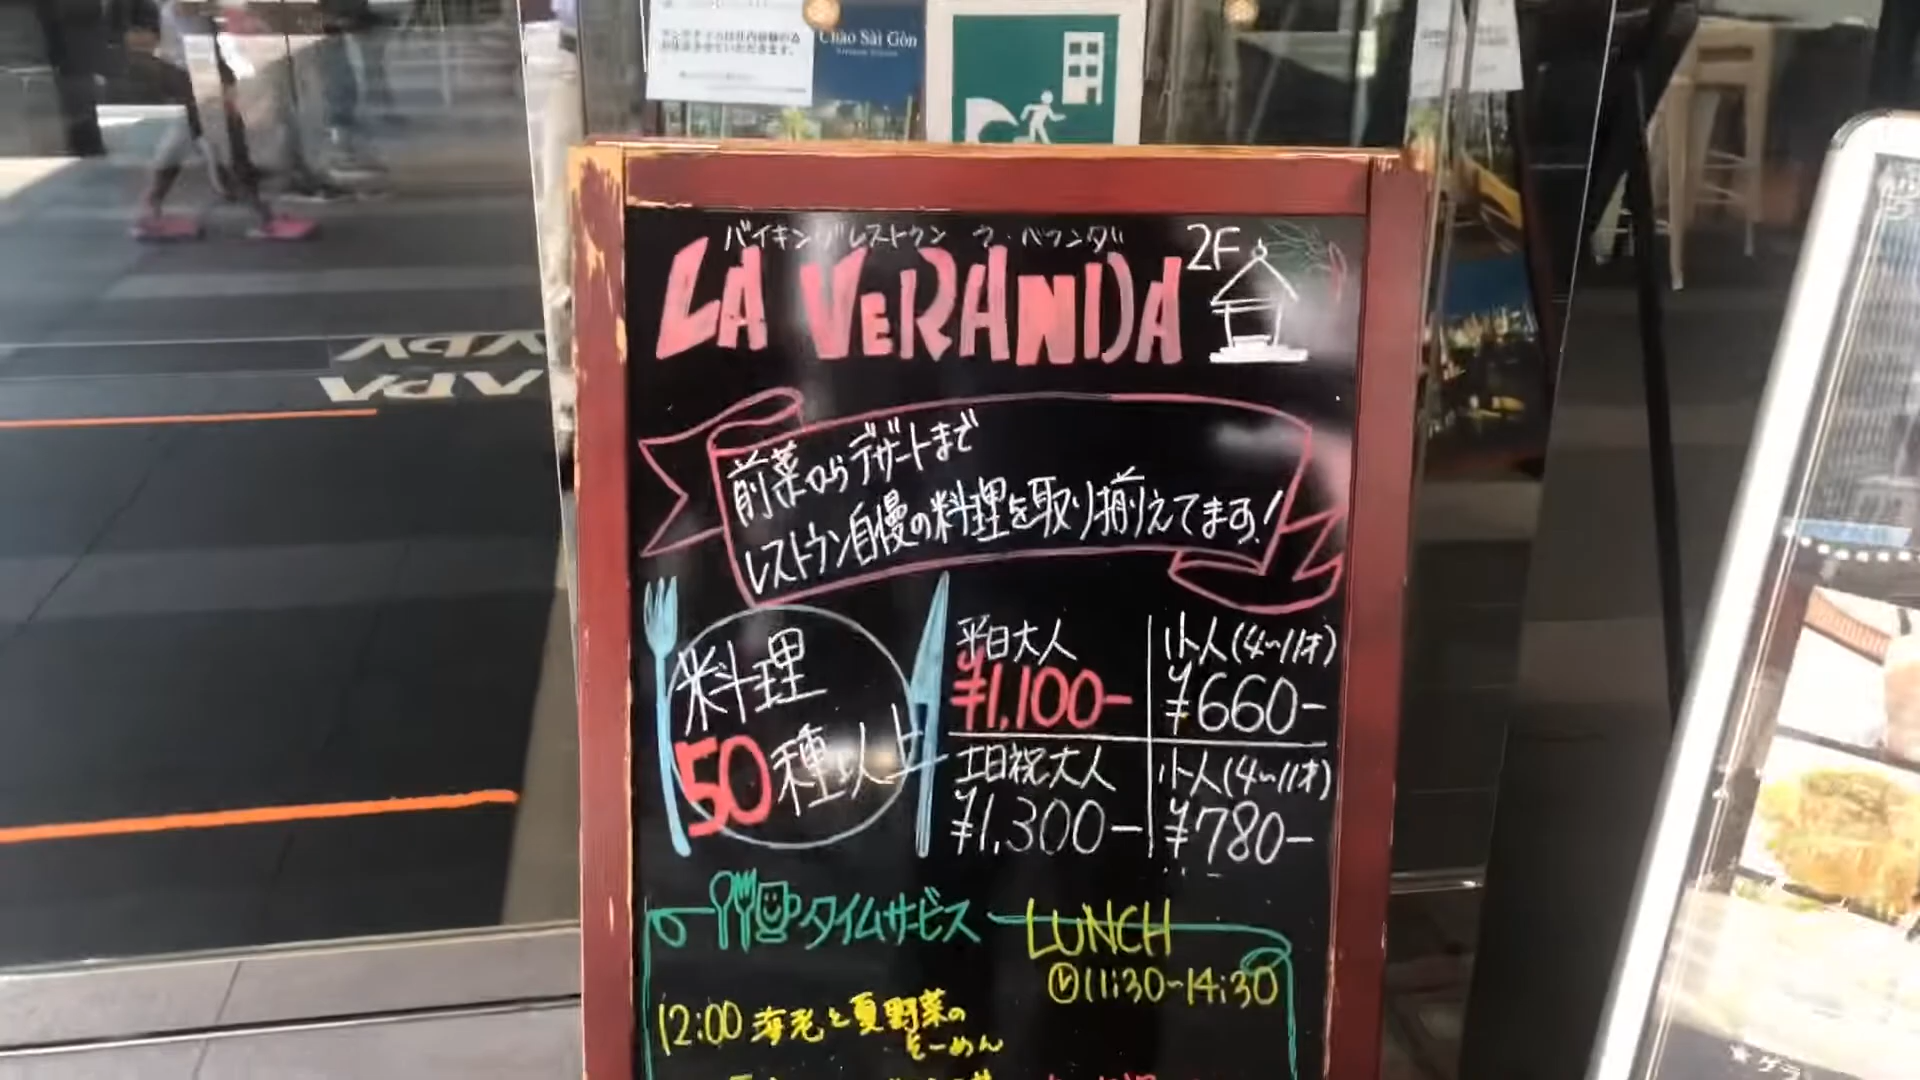 Chào Sài Gòn
バイキングレストラン ラ・ベランダ
LA VERANDA 2F
前菜からデザートまで
レストラン自慢の料理を取り揃えてます!
料理
50種以上
平日大人
¥1,100-
小人(4〜11才)
¥660-
土日祝大人
¥1,300-
小人(4〜11才)
¥780-
タイムサービス
LUNCH
11:30~14:30
12:00 海老と夏野菜の
そーめん
APA